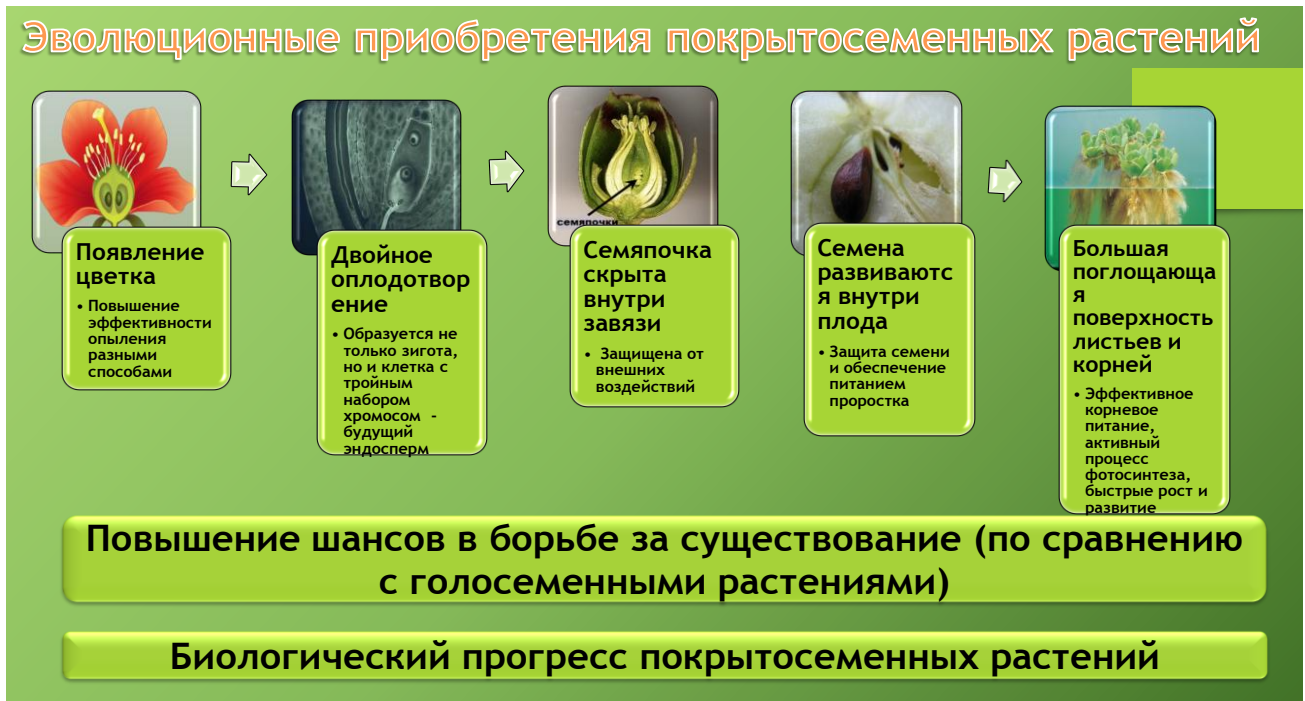 Эволюционные приобретения покрытосеменных растений
семяпочки
Появление
цветка
• Повышение
эффективности
опыления
разными
способами
Двойное
оплодотвор
ение
• Образуется не
только зигота,
но и клетка с
тройным
набором
хромосом -
будущий
эндосперм
Семяпочка
скрыта
внутри
завязи
• Защищена от
внешних
воздействий
Семена
развиваютс
я внутри
плода
• Защита семени
и обеспечение
питанием
проростка
Большая
поглощающа
я
поверхность
листьев и
корней
• Эффективное
корневое
питание,
активный
процесс
фотосинтеза,
быстрые рост и
развитие
Повышение шансов в борьбе за существование (по сравнению
с голосеменными растениями)
Биологический прогресс покрытосеменных растений